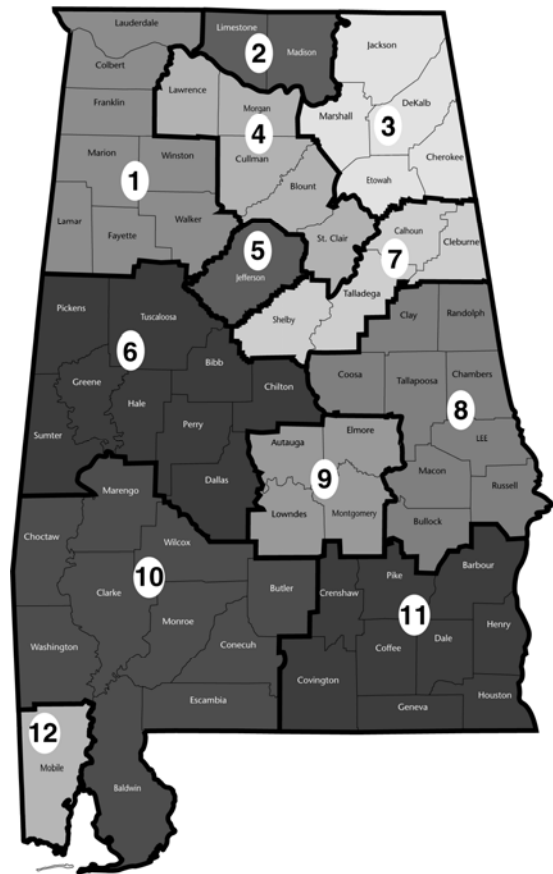 Lauderdale
Limestone
Madison
2
Jackson
Colbert
Lawrence
Franklin
Morgan
4
Marshall
DeKalb
3
Marion
Winston
1
Cullman
Cherokee
Blount
Etowah
Lamar
Fayette
Walker
St. Clair
Calhoun
Cleburne
7
5
Jefferson
Talladega
Shelby
Pickens
Tuscaloosa
6
Clay
Randolph
Bibb
Greene
Hale
Chilton
Coosa
Tallapoosa
Chambers
8
Sumter
Perry
Autauga
Elmore
LEE
9
Dallas
Macon
Russell
Marengo
Lowndes
Montgomery
Bullock
Choctaw
Wilcox
10
Clarke
Butler
Pike
Barbour
Crenshaw
11
Monroe
Henry
Washington
Conecuh
Coffee
Dale
Covington
Escambia
Houston
Geneva
12
Mobile
Baldwin